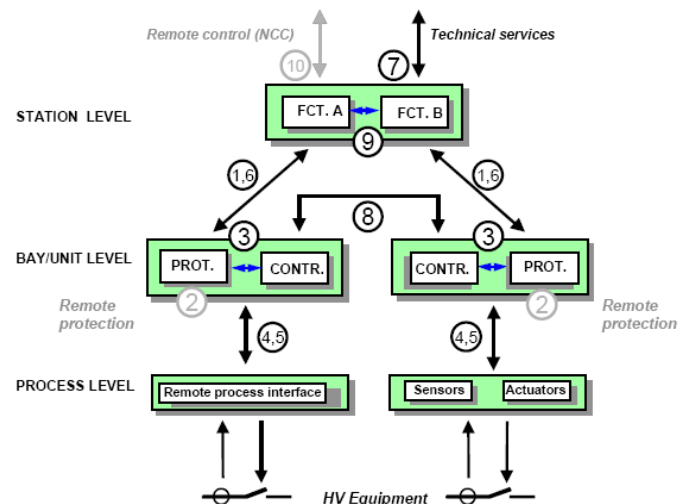 Remote control (NCC)
Technical services
10
7
STATION LEVEL
FCT. A
FCT. B
9
1,6
1,6
8
3
3
BAY/UNIT LEVEL
PROT.
CONTR.
CONTR.
PROT.
2
2
Remote
protection
Remote
protection
4,5
4,5
PROCESS LEVEL
Remote process interface
Sensors
Actuators
HV Equipment